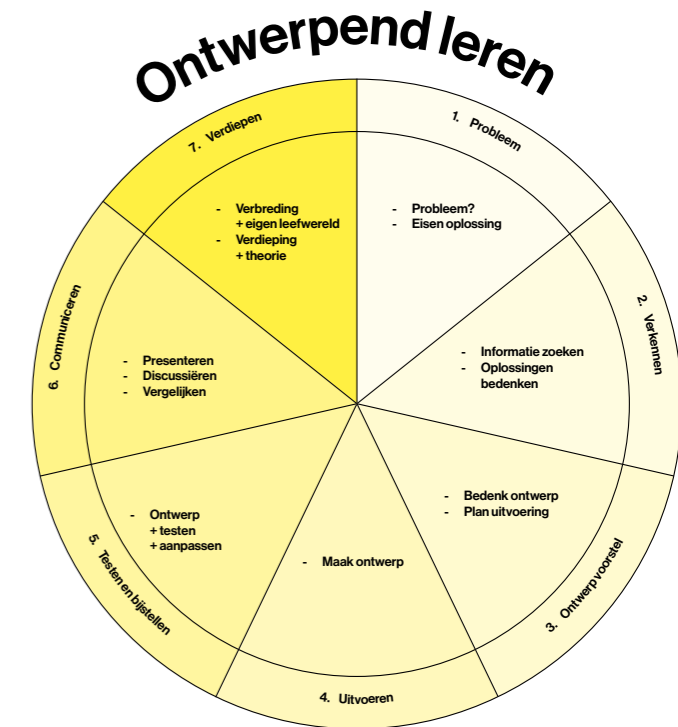 Ontwerpend leren
1. Probleem
- Probleem?
- Eisen oplossing
2. Verkennen
- Informatie zoeken
- Oplossingen
bedenken
3. Ontwerpvoorstel
- Bedenk ontwerp
- Plan uitvoering
4. Uitvoeren
- Maak ontwerp
5. Testen en bijstellen
- Ontwerp
+ testen
+ aanpassen
6. Communiceren
- Presenteren
- Discussiëren
- Vergelijken
7. Verdiepen
- Verbreding
+ eigen leefwereld
- Verdieping
+ theorie